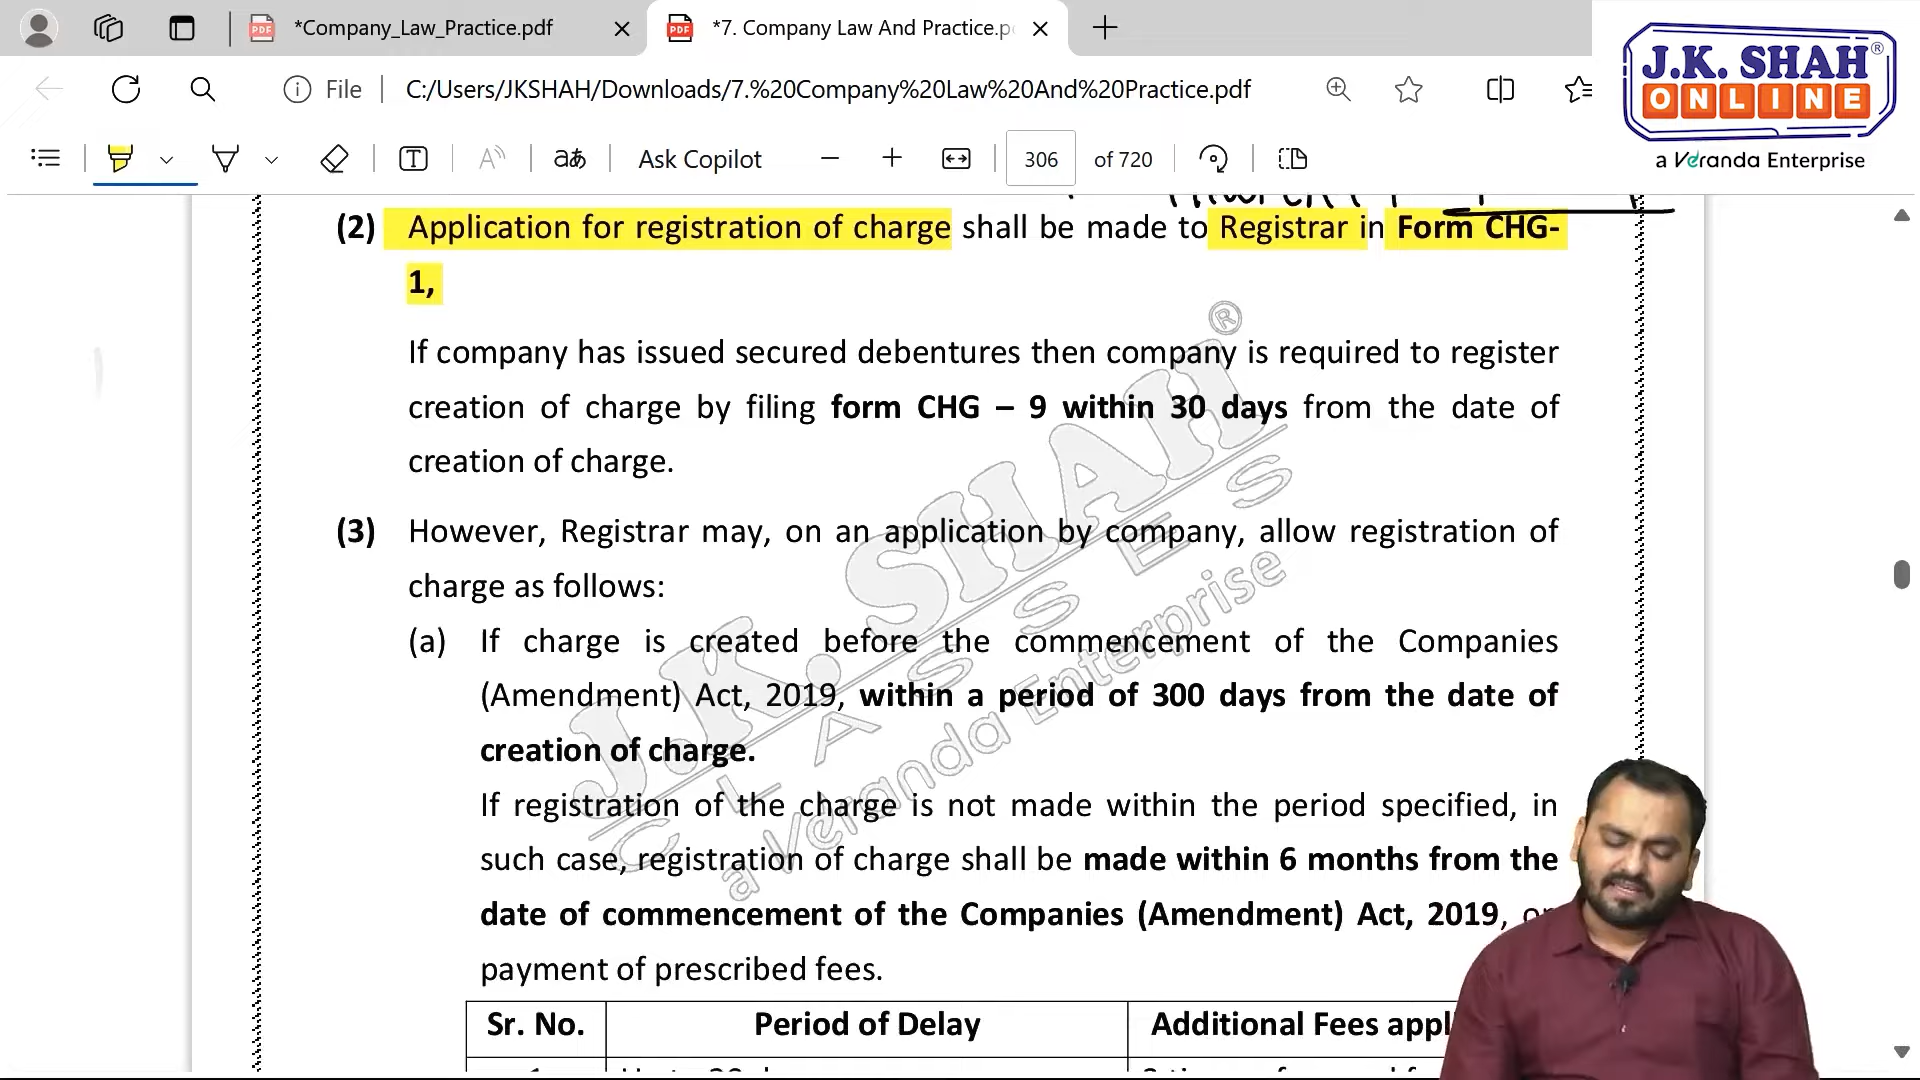 *Company_Law_Practice.pdf
*7. Company Law And Practice.p
File
C:/Users/JKSHAH/Downloads/7.%20Company%20Law%20And%20Practice.pdf
J.K. SHAH®
ONLINE
a Veranda Enterprise
Ask Copilot
306 of 720
(2) Application for registration of charge shall be made to Registrar in Form CHG-
1,
If company has issued secured debentures then company is required to register
creation of charge by filing form CHG – 9 within 30 days from the date of
creation of charge.
(3) However, Registrar may, on an application by company, allow registration of
charge as follows:
(a) If charge is created before the commencement of the Companies
(Amendment) Act, 2019, within a period of 300 days from the date of
creation of charge.
If registration of the charge is not made within the period specified, in
such case, registration of charge shall be made within 6 months from the
date of commencement of the Companies (Amendment) Act, 2019, on
payment of prescribed fees.
Sr. No. Period of Delay Additional Fees appl
J.K. SHAH®
CLASSES
a Veranda Enterprise